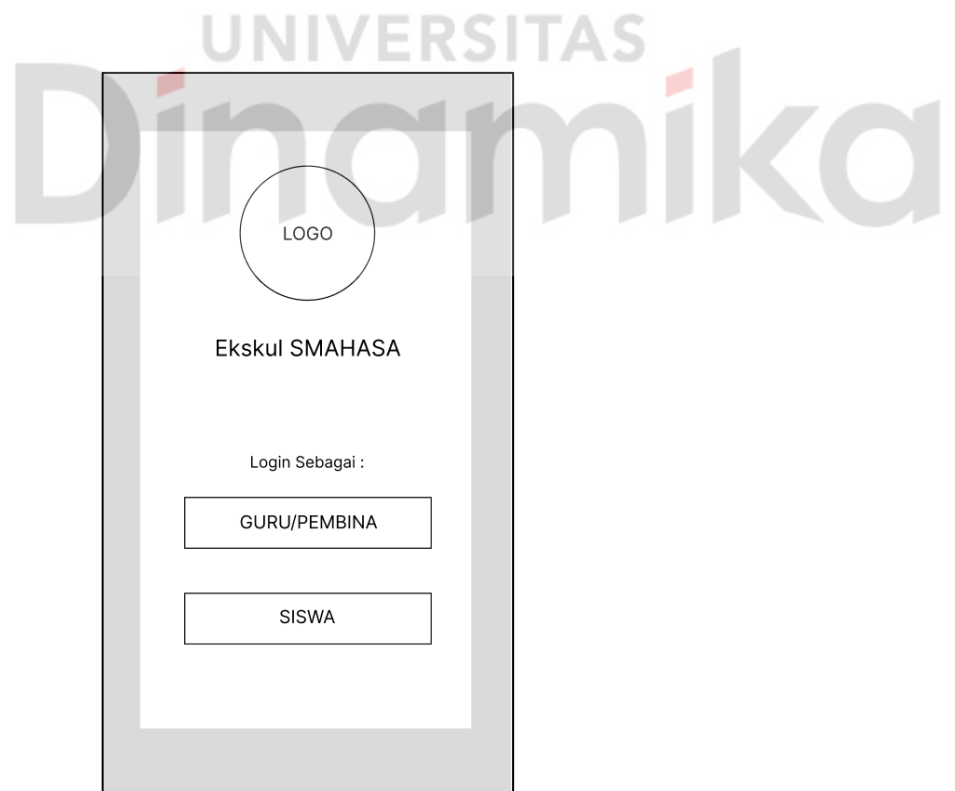 UNIVERSITAS
Dinamika
LOGO
Ekskul SMAHASA
Login Sebagai :
GURU/PEMBINA
SISWA